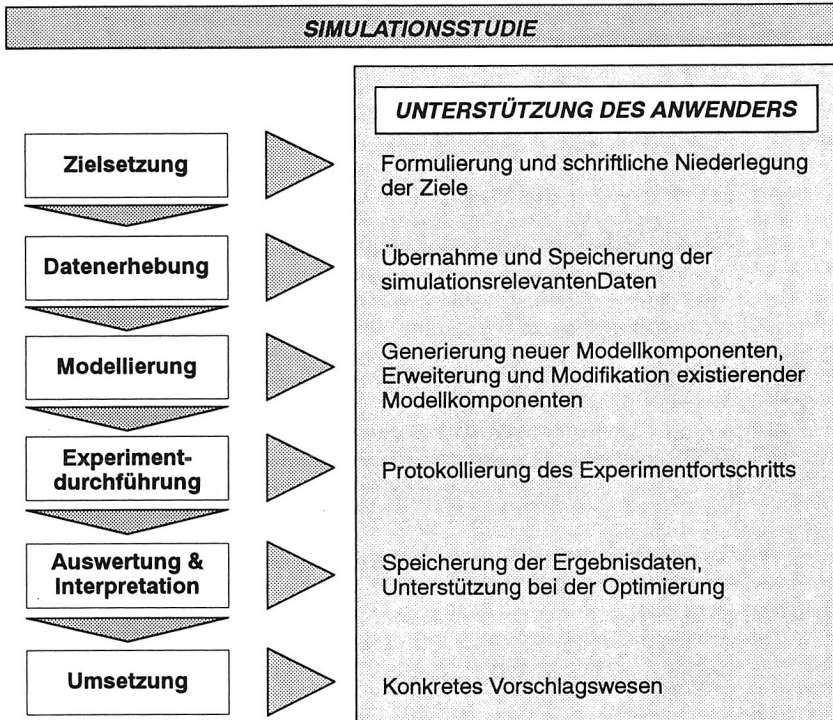 SIMULATIONSSTUDIE
UNTERSTÜTZUNG DES ANWENDERS
Zielsetzung
Formulierung und schriftliche Niederlegung
der Ziele
Datenerhebung
Übernahme und Speicherung der
simulationsrelevantenDaten
Modellierung
Generierung neuer Modellkomponenten,
Erweiterung und Modifikation existierender
Modellkomponenten
Experiment-
durchführung
Protokollierung des Experimentfortschritts
Auswertung &
Interpretation
Speicherung der Ergebnisdaten,
Unterstützung bei der Optimierung
Umsetzung
Konkretes Vorschlagswesen